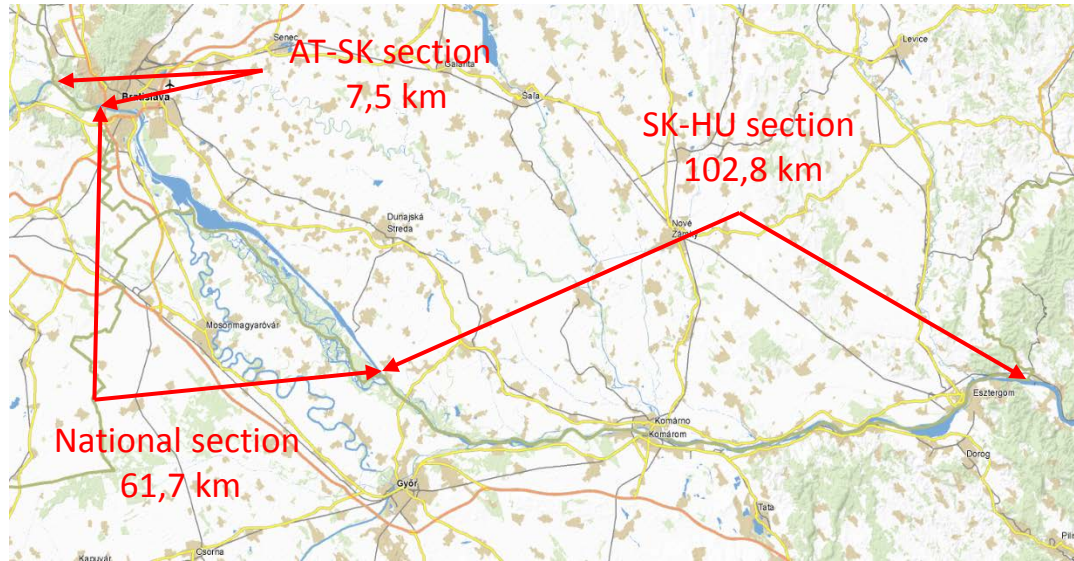 Senec
AT-SK section
7,5 km
Galanta
Levice
Bratislava
Šaľa
SK-HU section
102,8 km
Dunajská
Streda
Nové
Zámky
Mosonmagyaróvár
National section
61,7 km
Komárno
Komárom
Esztergom
Dorog
Győr
Tata
Csorna
Kapuvár